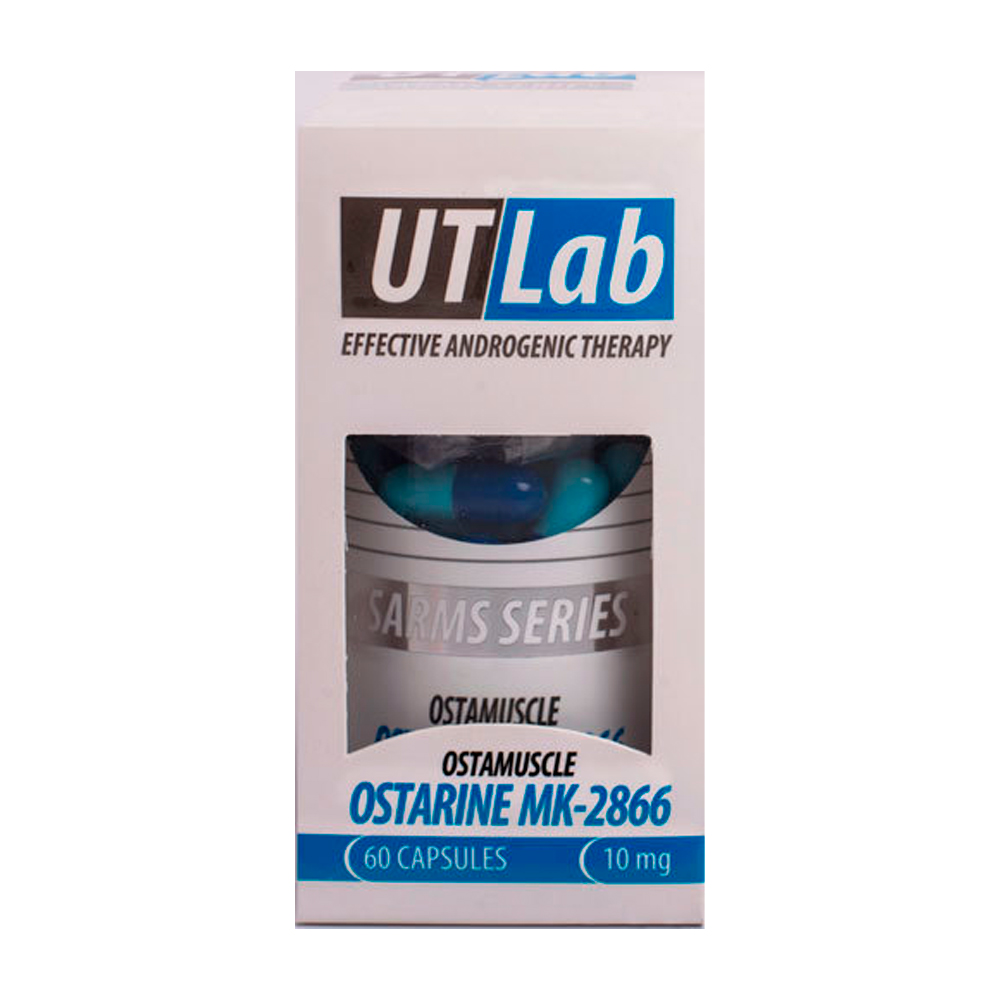 UT Lab
EFFECTIVE ANDROGENIC THERAPY
SARMS SERIES
OSTAMUSCLE
OSTAMUSCLE
OSTARINE MK-2866
60 CAPSULES 10 mg